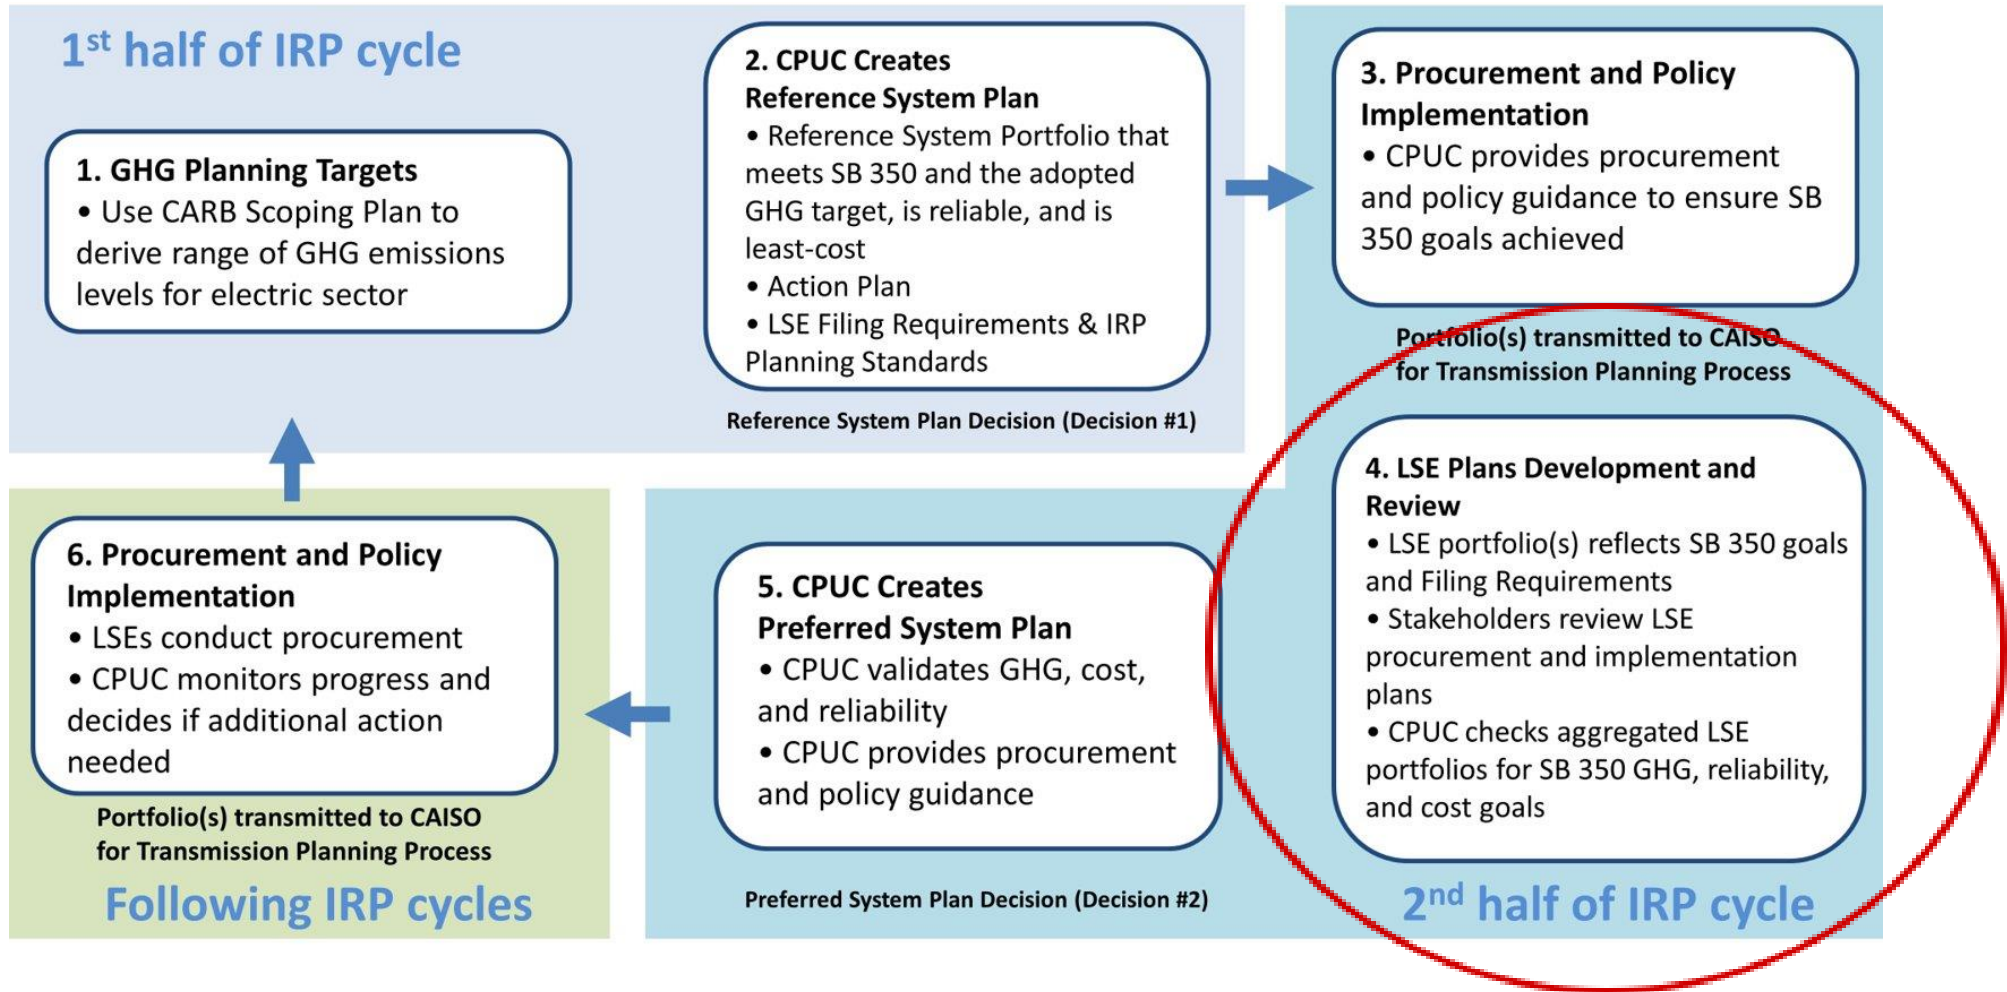 1st half of IRP cycle
1. GHG Planning Targets
• Use CARB Scoping Plan to
derive range of GHG emissions
levels for electric sector
2. CPUC Creates
Reference System Plan
• Reference System Portfolio that
meets SB 350 and the adopted
GHG target, is reliable, and is
least-cost
• Action Plan
• LSE Filing Requirements & IRP
Planning Standards
Reference System Plan Decision (Decision #1)
3. Procurement and Policy
Implementation
• CPUC provides procurement
and policy guidance to ensure SB
350 goals achieved
Portfolio(s) transmitted to CAISO
for Transmission Planning Process
4. LSE Plans Development and
Review
• LSE portfolio(s) reflects SB 350 goals
and Filing Requirements
• Stakeholders review LSE
procurement and implementation
plans
• CPUC checks aggregated LSE
portfolios for SB 350 GHG, reliability,
and cost goals
2nd half of IRP cycle
5. CPUC Creates
Preferred System Plan
• CPUC validates GHG, cost,
and reliability
• CPUC provides procurement
and policy guidance
Preferred System Plan Decision (Decision #2)
6. Procurement and Policy
Implementation
• LSEs conduct procurement
• CPUC monitors progress and
decides if additional action
needed
Portfolio(s) transmitted to CAISO
for Transmission Planning Process
Following IRP cycles